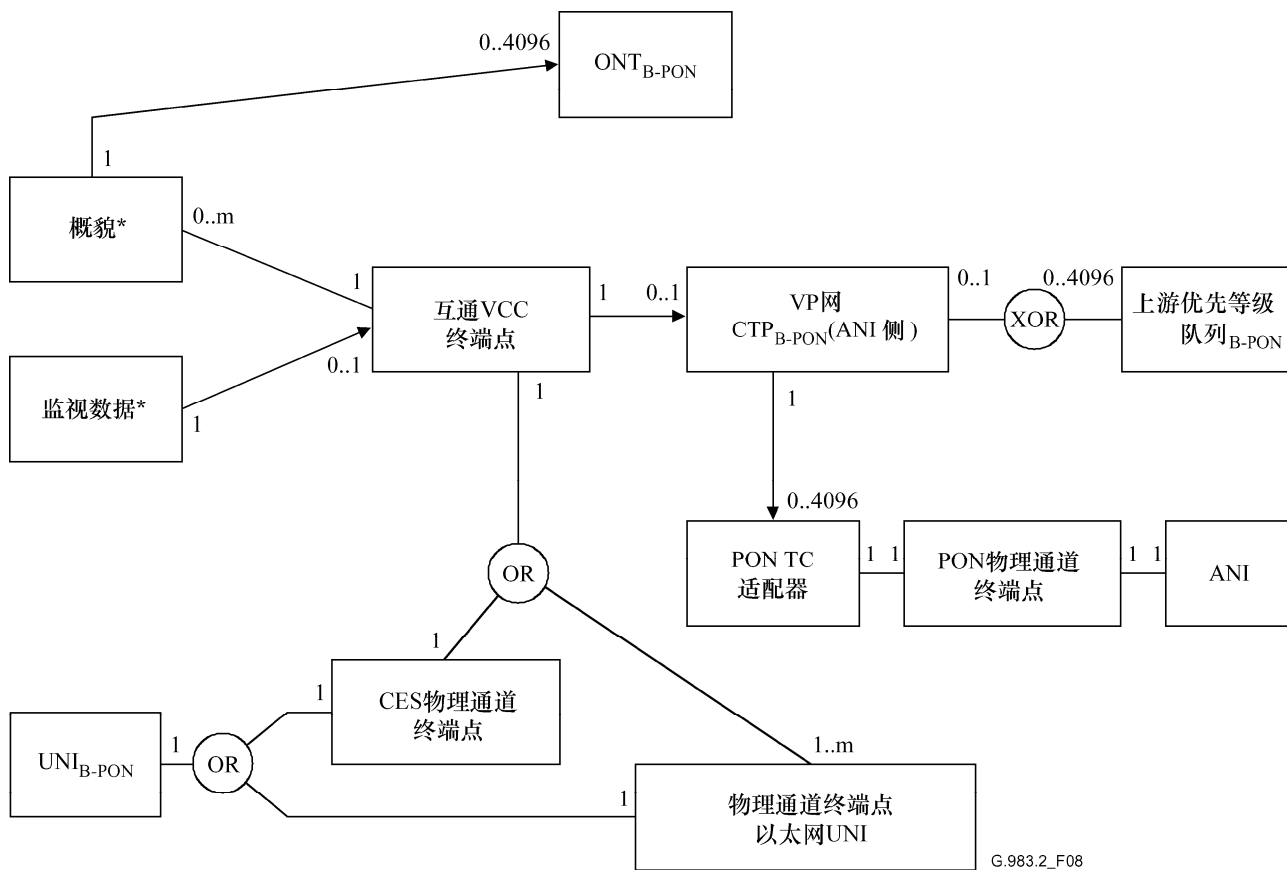 0..4096
ONT B-PON
1
概貌*
0..m
1
互通VCC
终端点
1
0..1
VP网
CTP B-PON(ANI 侧)
0..1
XOR
0..4096
上游优先等级
队列 B-PON
监视数据*
1
0..1
1
1
0..4096
PON TC
适配器
1
1
PON物理通道
终端点
1
1
ANI
OR
1
1
CES物理通道
终端点
UNI B-PON
1
OR
1..m
1
物理通道终端点
以太网UNI
G.983.2_F08